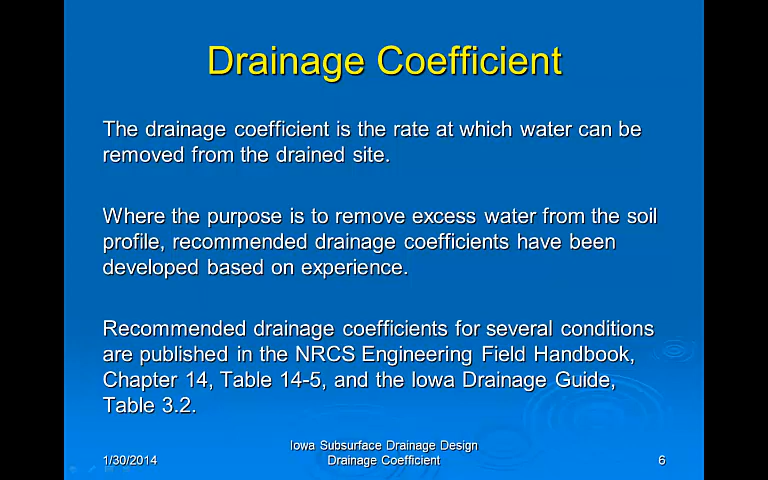 Drainage Coefficient
The drainage coefficient is the rate at which water can be
removed from the drained site.
Where the purpose is to remove excess water from the soil
profile, recommended drainage coefficients have been
developed based on experience.
Recommended drainage coefficients for several conditions
are published in the NRCS Engineering Field Handbook,
Chapter 14, Table 14-5, and the Iowa Drainage Guide,
Table 3.2.
Iowa Subsurface Drainage Design
1/30/2014 Drainage Coefficient 6